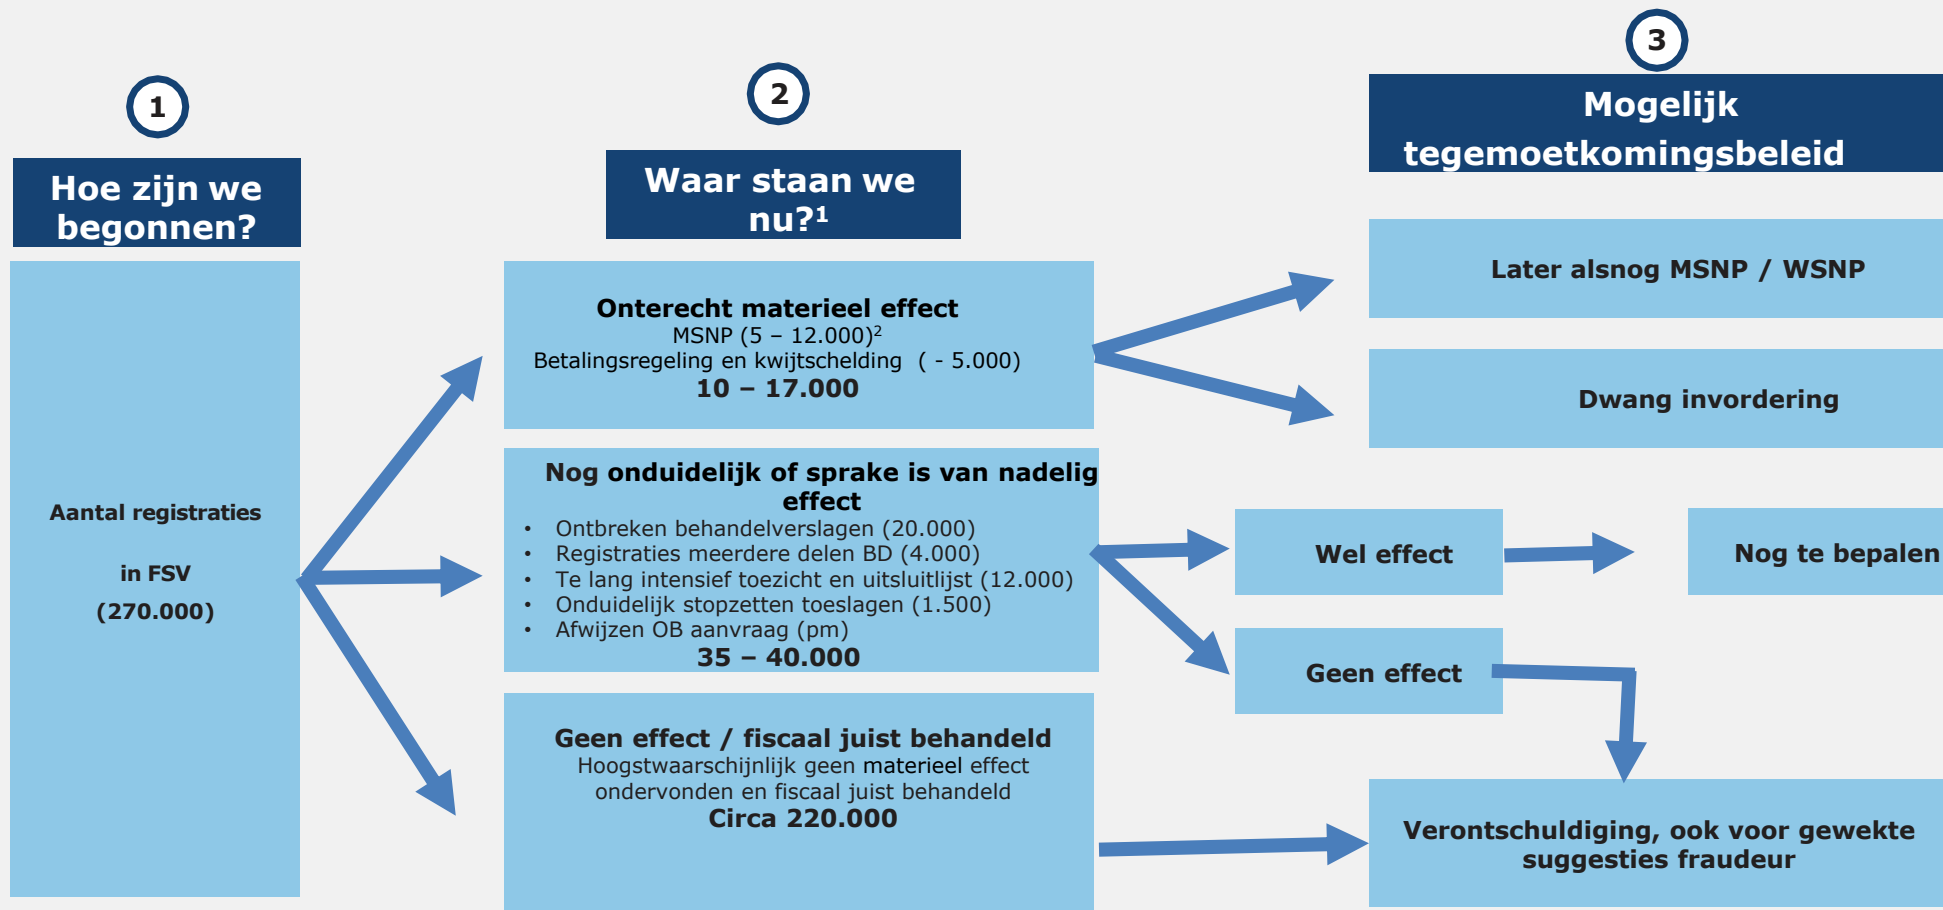 1
Hoe zijn we
begonnen?
Aantal registraties
in FSV
(270.000)
2
Waar staan we
nu?¹
Onterecht materieel effect
MSNP (5 – 12.000)²
Betalingsregeling en kwijtschelding ( - 5.000)
10 – 17.000
Nog onduidelijk of sprake is van nadelig
effect
• Ontbreken behandelverslagen (20.000)
• Registraties meerdere delen BD (4.000)
• Te lang intensief toezicht en uitsluitlijst (12.000)
• Onduidelijk stopzetten toeslagen (1.500)
• Afwijzen OB aanvraag (pm)
35 – 40.000
Geen effect / fiscaal juist behandeld
Hoogstwaarschijnlijk geen materieel effect
ondervonden en fiscaal juist behandeld
Circa 220.000
3
Mogelijk
tegemoetkomingsbeleid
Later alsnog MSNP / WSNP
Dwang invordering
Wel effect
Nog te bepalen
Geen effect
Verontschuldiging, ook voor gewekte
suggesties fraudeur